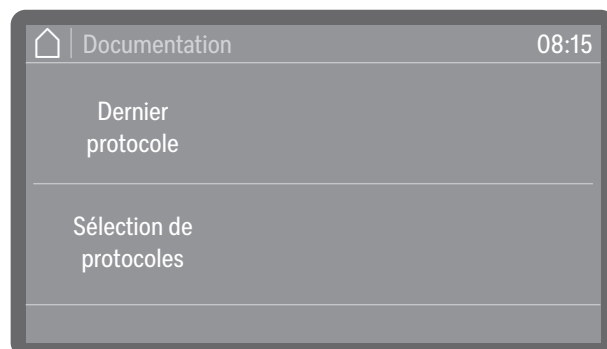 Documentation 08:15
Dernier
protocole
Sélection de
protocoles